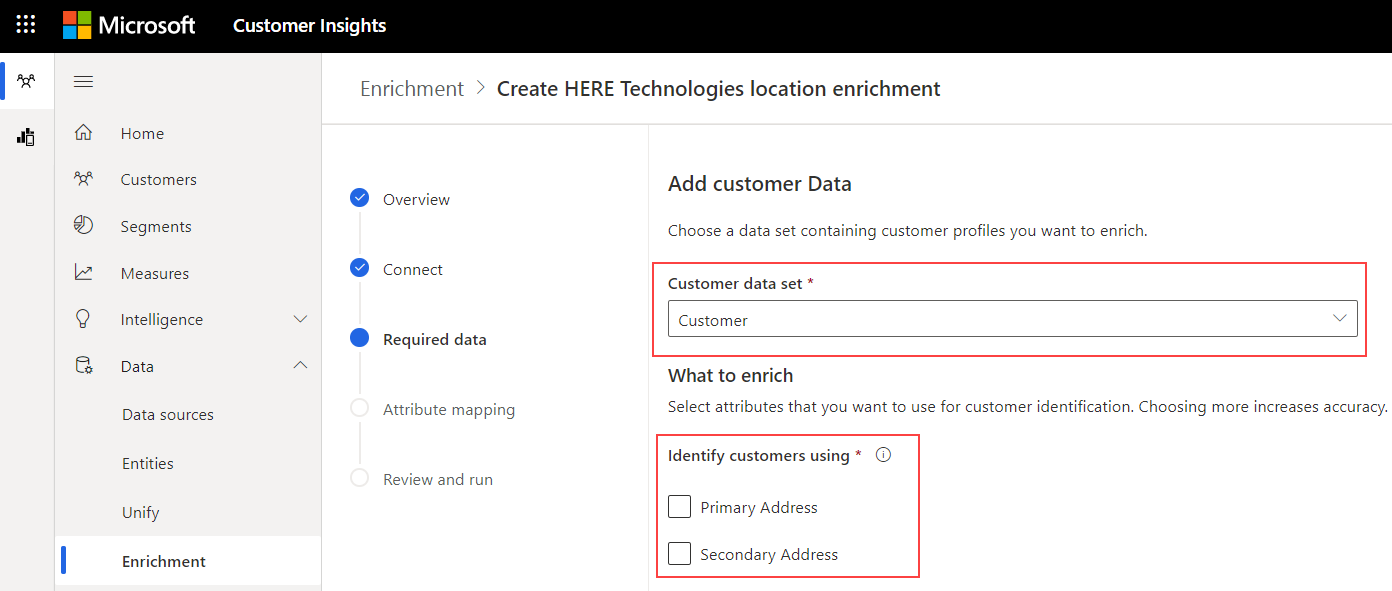 Microsoft Customer Insights
Enrichment > Create HERE Technologies location enrichment
Home
Customers
Segments
Measures
Intelligence
Data
Data sources
Entities
Unify
Enrichment
Overview
Connect
Required data
Attribute mapping
Review and run
Add customer Data
Choose a data set containing customer profiles you want to enrich.
Customer data set *
Customer
What to enrich
Select attributes that you want to use for customer identification. Choosing more increases accuracy.
Identify customers using *
Primary Address
Secondary Address